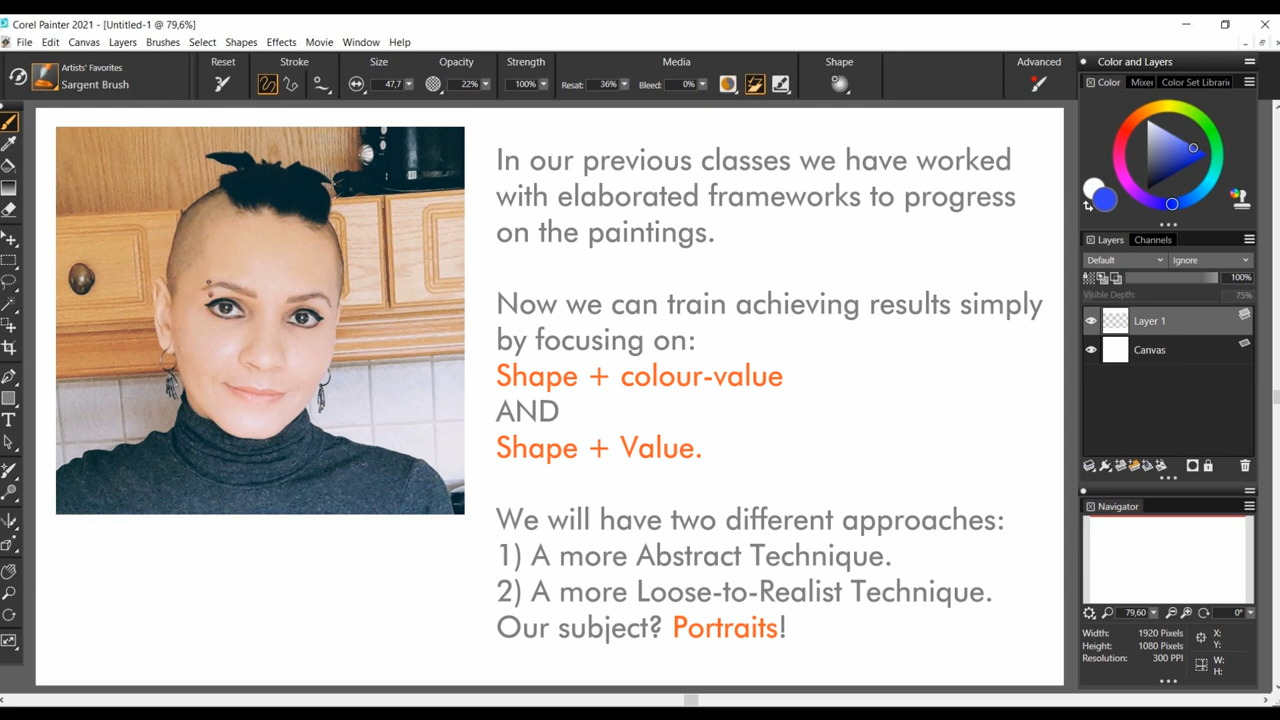 Corel Painter 2021 - [Untitled-1 @ 79,6%]
File Edit Canvas Layers Brushes Select Shapes Effects Movie Window Help
Artists' Favorites
Sargent Brush
Reset
Stroke
Size
47,7
Opacity
22%
Strength
100%
Media
Resat: 36%
Bleed: 0%
Shape
Advanced
In our previous classes we have worked
with elaborated frameworks to progress
on the paintings.
Now we can train achieving results simply
by focusing on:
Shape + colour-value
AND
Shape + Value.
We will have two different approaches:
1) A more Abstract Technique.
2) A more Loose-to-Realist Technique.
Our subject? Portraits!
Color and Layers
Color Mixer Color Set Librarie
Layers Channels
Default Ignore
100%
Visible Depth: 75%
Layer 1
Canvas
Navigator
79,60 0°
Width: 1920 Pixels X:
Height: 1080 Pixels Y:
Resolution: 300 PPI W:
H: